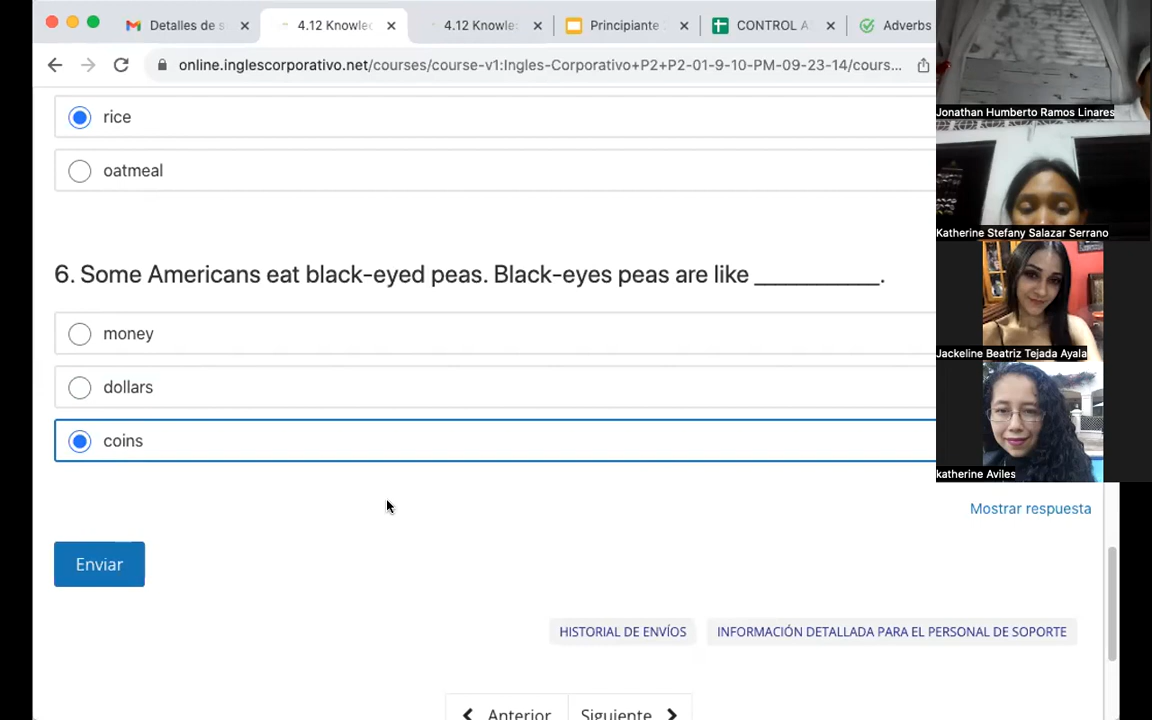 Detalles de s
4.12 Knowle
4.12 Knowle
Principiante
CONTROL A
Adverbs
online.inglescorporativo.net/courses/course-v1:Ingles-Corporativo+P2+P2-01-9-10-PM-09-23-14/cours...
rice
oatmeal
6. Some Americans eat black-eyed peas. Black-eyes peas are like ____________.
money
dollars
coins
Mostrar respuesta
Enviar
HISTORIAL DE ENVÍOS
INFORMACIÓN DETALLADA PARA EL PERSONAL DE SOPORTE
Anterior
Siguiente
Jonathan Humberto Ramos Linares
Katherine Stefany Salazar Serrano
Jackeline Beatriz Tejada Ayala
katherine Aviles